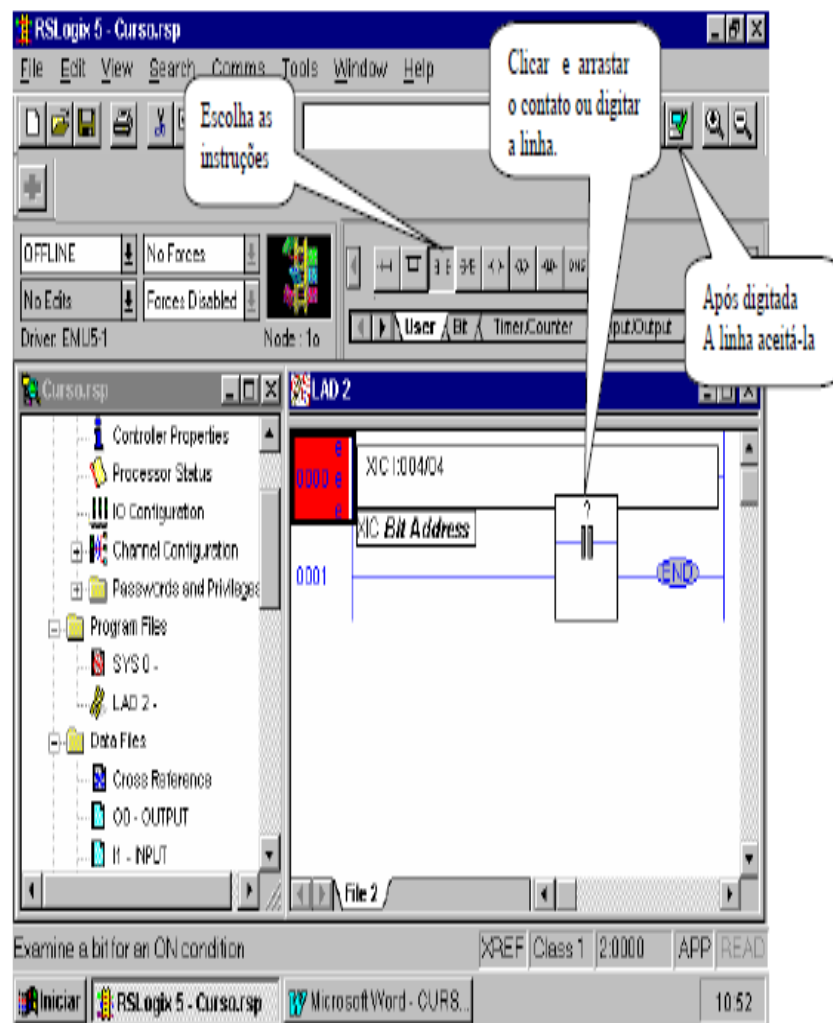 RSLogix 5 - Curso.rsp
File Edit View Search Comms Tools Window Help
Escolha as
instruções
Clicar e arrastar
o contato ou digitar
a linha.
OFFLINE
No Forces
No Edits
Forces Disabled
Driver: EMU5-1
Node : 1o
User
Bit
Timer/Counter
Após digitada
A linha aceitá-la
Curso.rsp
Controler Properties
Processor Status
IO Configuration
Channel Configuration
Passwords and Privileges
Program Files
SYS 0 -
LAD 2 -
Data Files
Cross Reference
O0 - OUTPUT
I1 - INPUT
LAD 2
e
0000 e
e
XIC I:004/04
XIC Bit Address
?
0001
END
File 2
Examine a bit for an ON condition
XREF
Class 1
2:0000
APP
READ
Iniciar
RSLogix 5 - Curso.rsp
Microsoft Word - CURS...
10:52